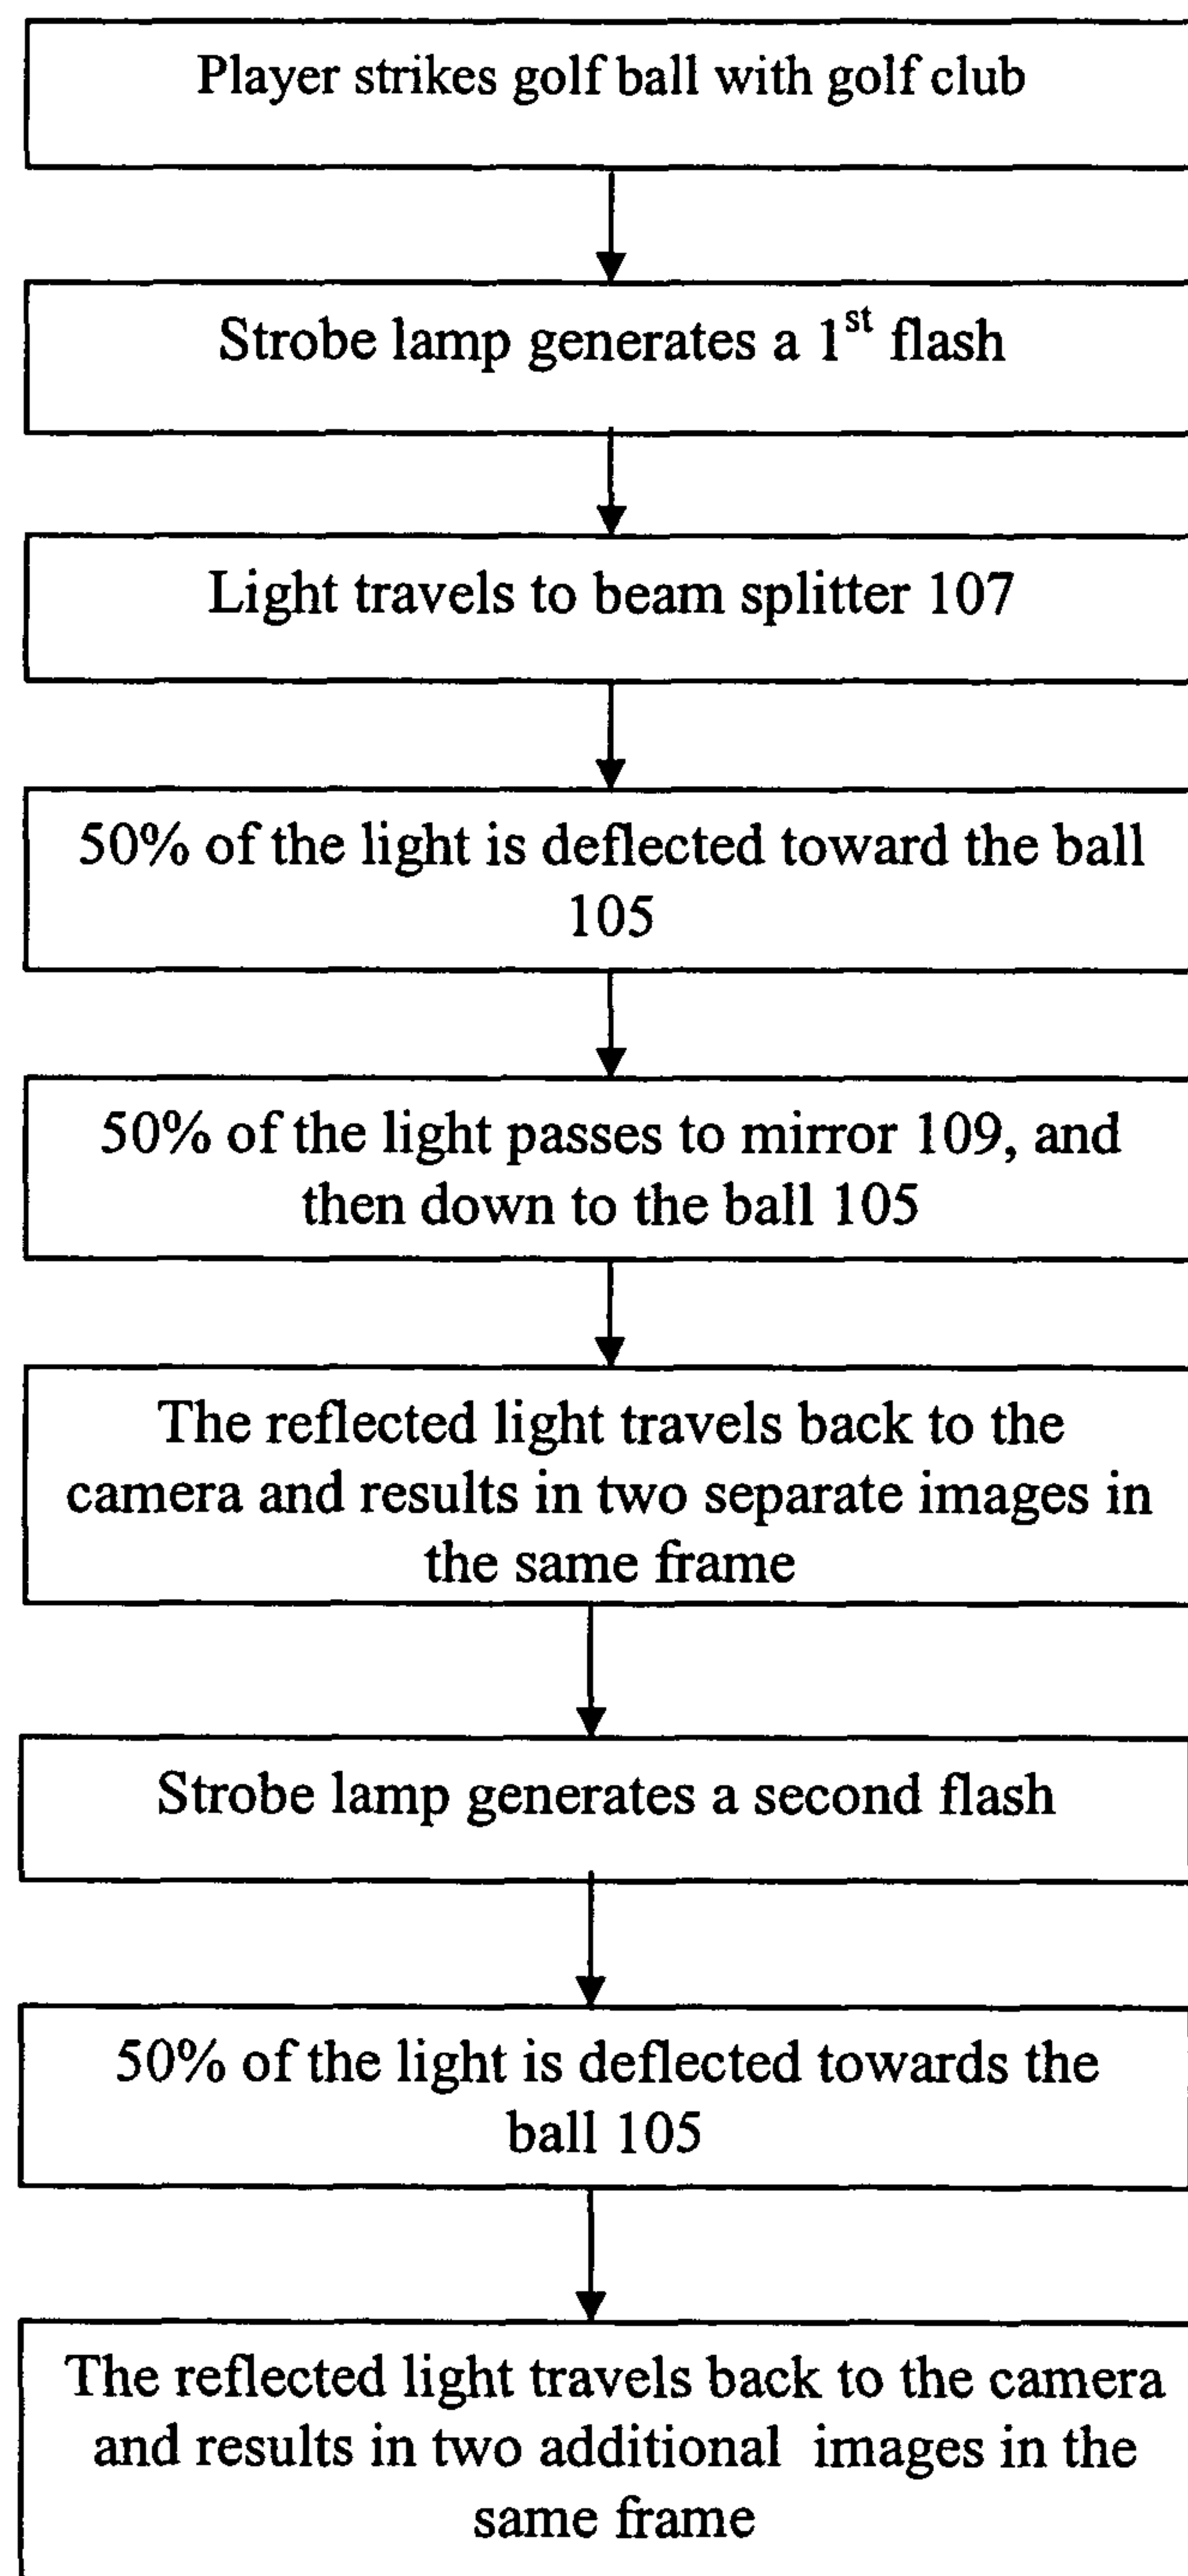 Player strikes golf ball with golf club
Strobe lamp generates a 1st flash
Light travels to beam splitter 107
50% of the light is deflected toward the ball
105
50% of the light passes to mirror 109, and
then down to the ball 105
The reflected light travels back to the
camera and results in two separate images in
the same frame
Strobe lamp generates a second flash
50% of the light is deflected towards the
ball 105
The reflected light travels back to the camera
and results in two additional images in the
same frame